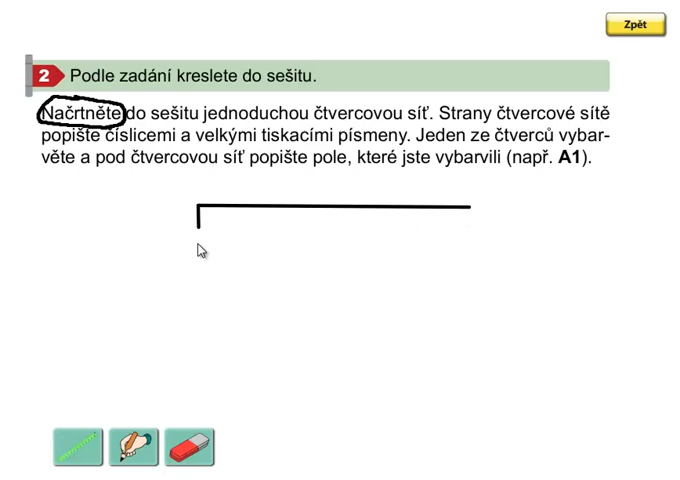 Zpět
2 Podle zadání kreslete do sešitu.
Načrtněte do sešitu jednoduchou čtvercovou síť. Strany čtvercové sítě
popište číslicemi a velkými tiskacími písmeny. Jeden ze čtverců vybar-
věte a pod čtvercovou síť popište pole, které jste vybarvili (např. A1).